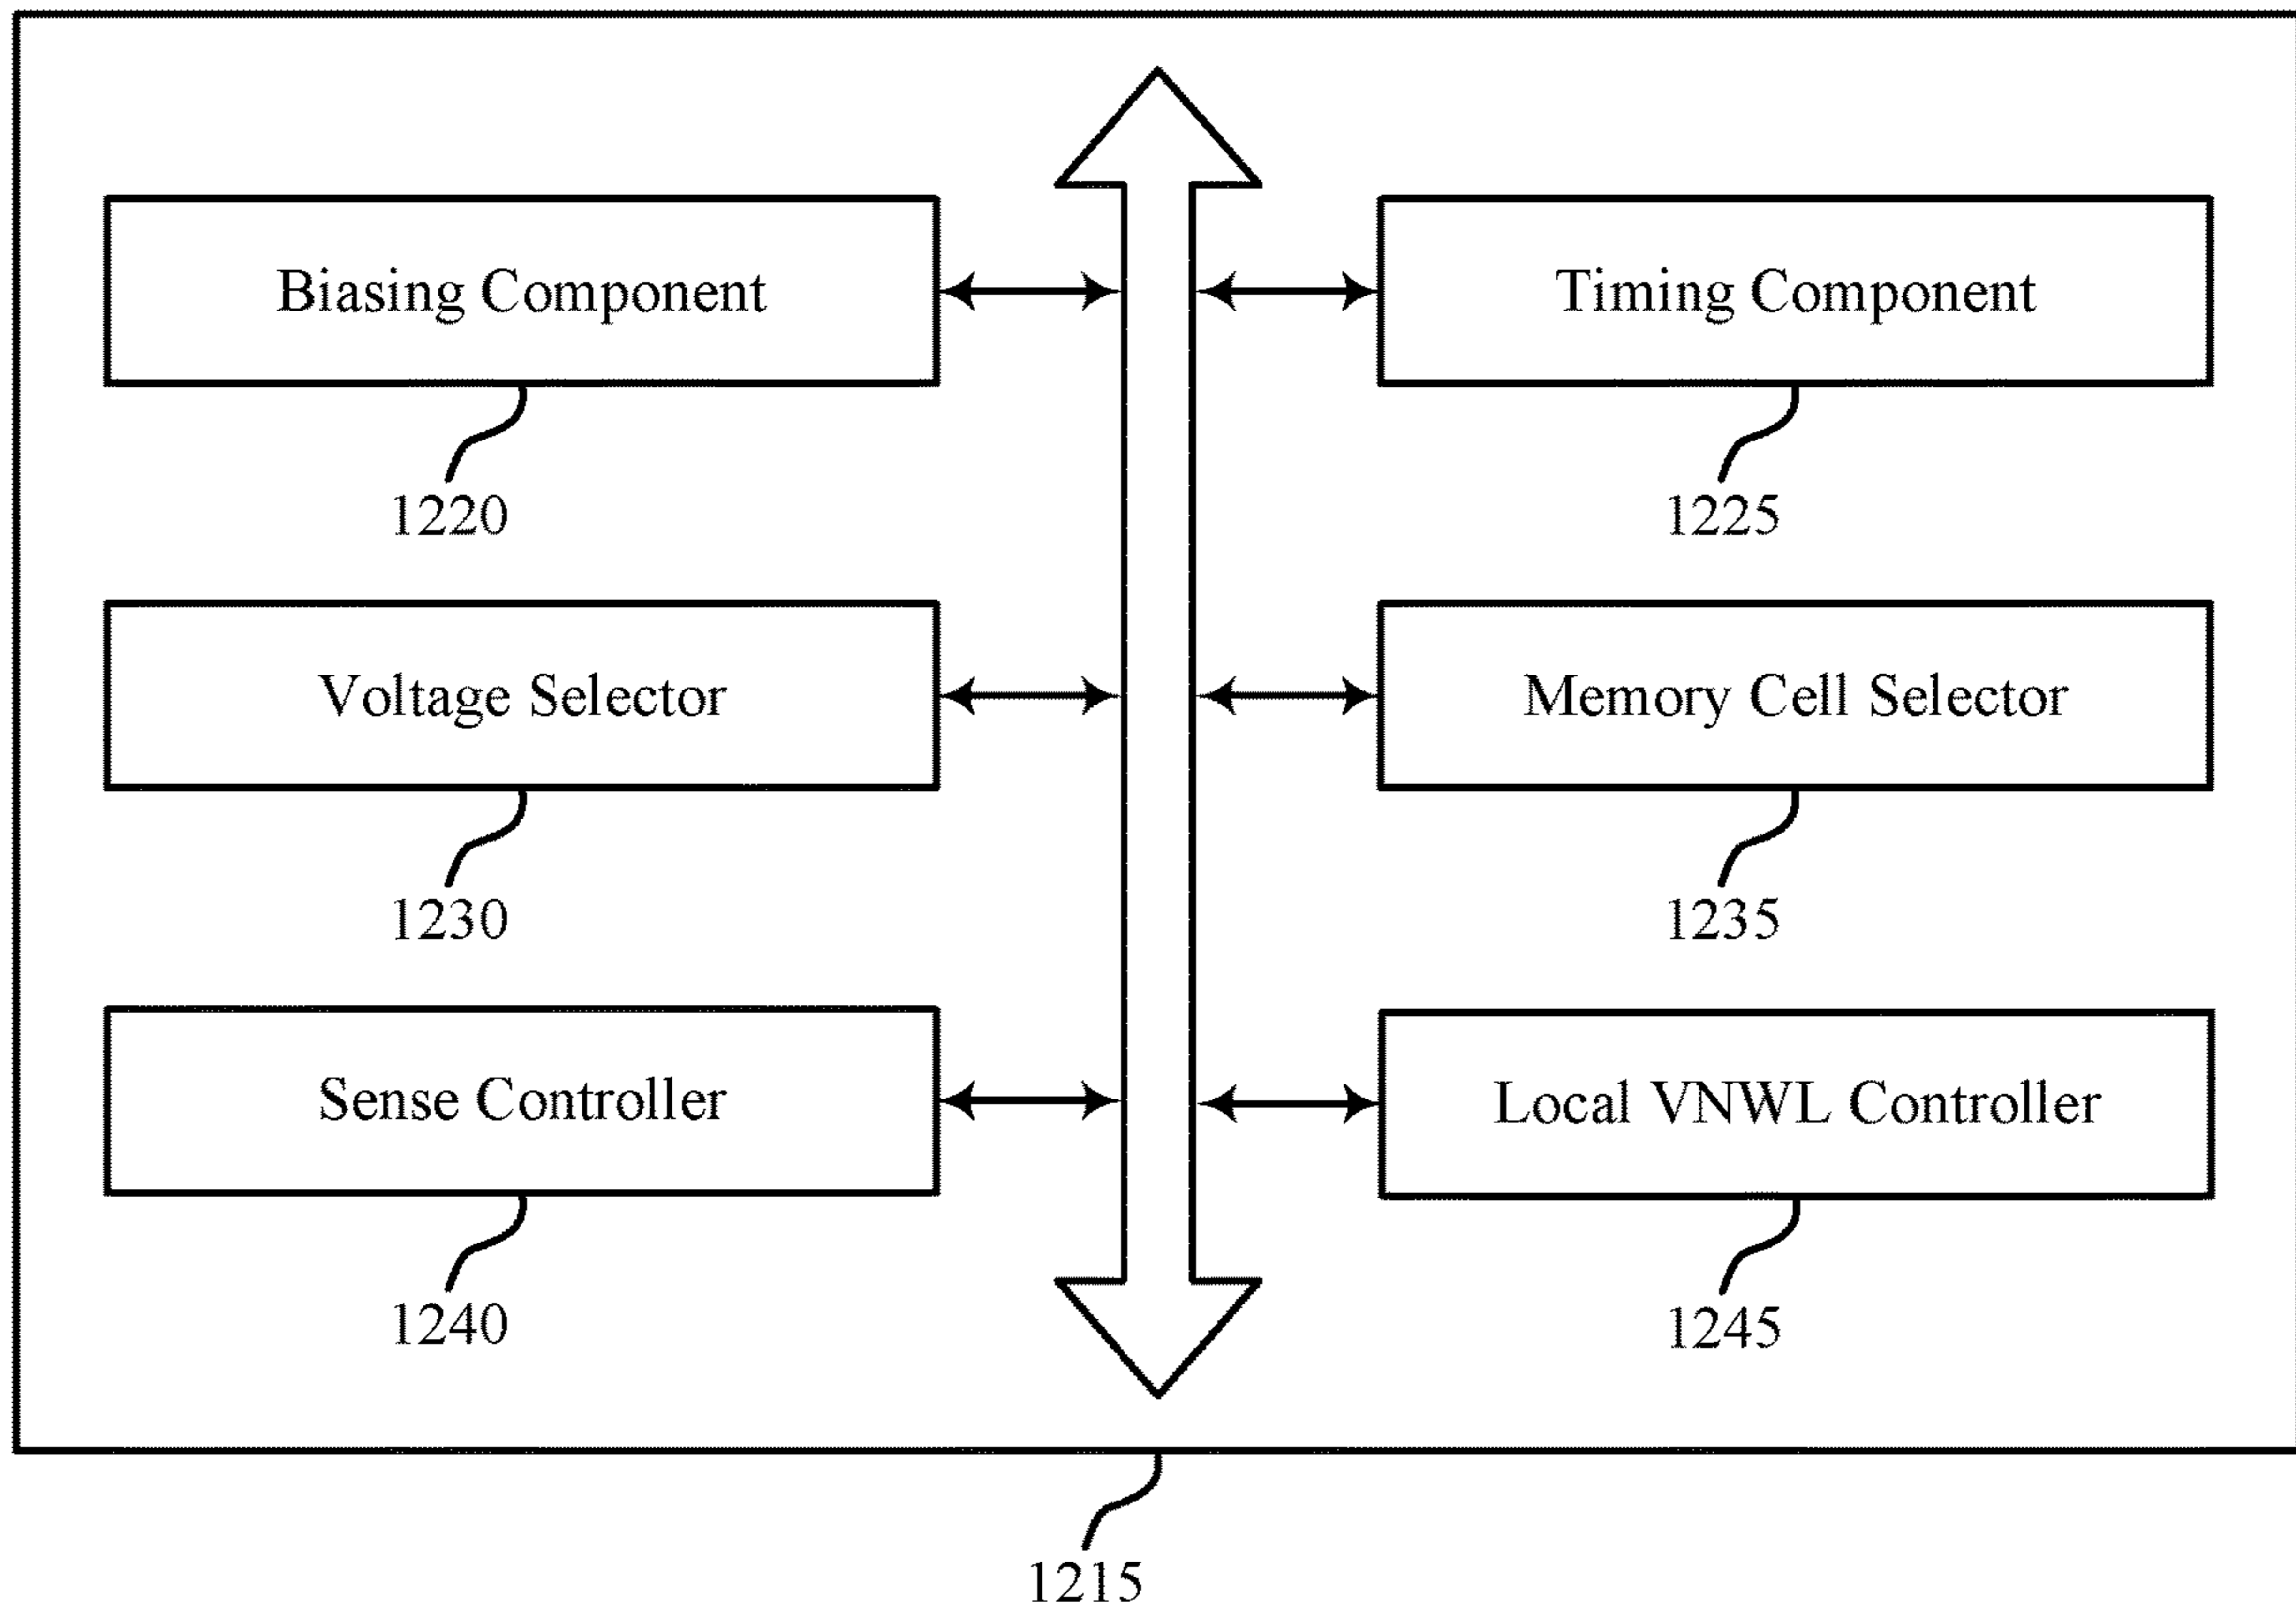 Biasing Component
Timing Component
1220
1225
Voltage Selector
Memory Cell Selector
1230
1235
Sense Controller
Local VNWL Controller
1240
1245
1215